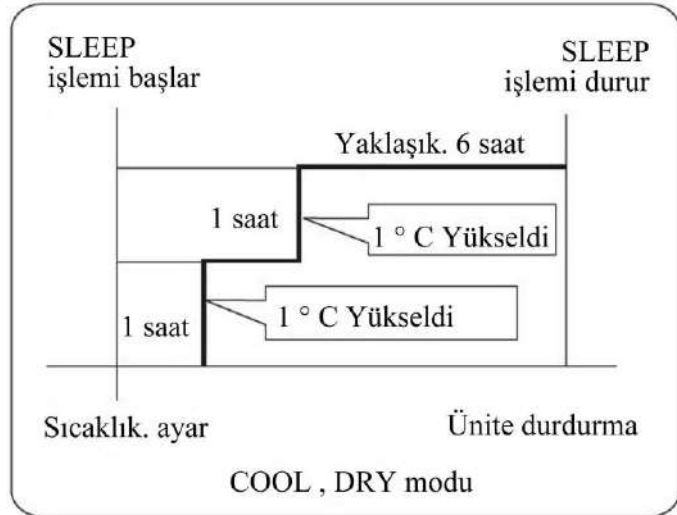 SLEEP
işlemi başlar
SLEEP
işlemi durur
Yaklaşık. 6 saat
1 saat
1 ° C Yükseldi
1 saat
1 ° C Yükseldi
Sıcaklık. ayar
Ünite durdurma
COOL , DRY modu